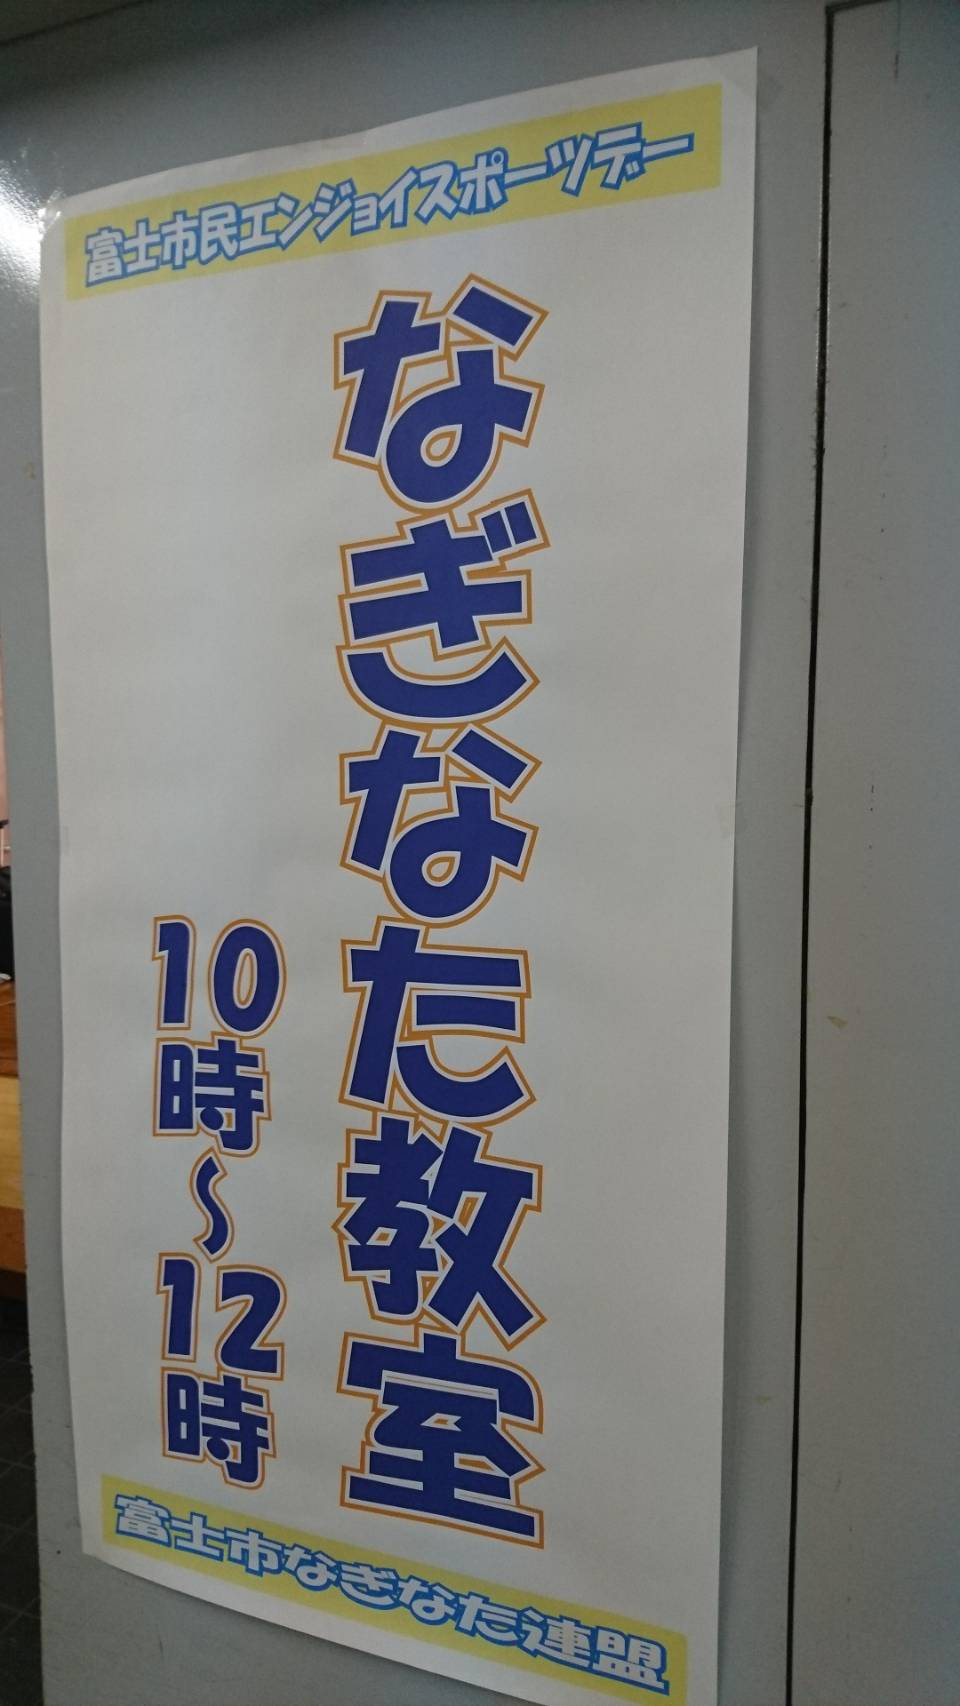 富士市民エンジョイスポーツデー
なぎなた教室
10時～12時
富士市なぎなた連盟